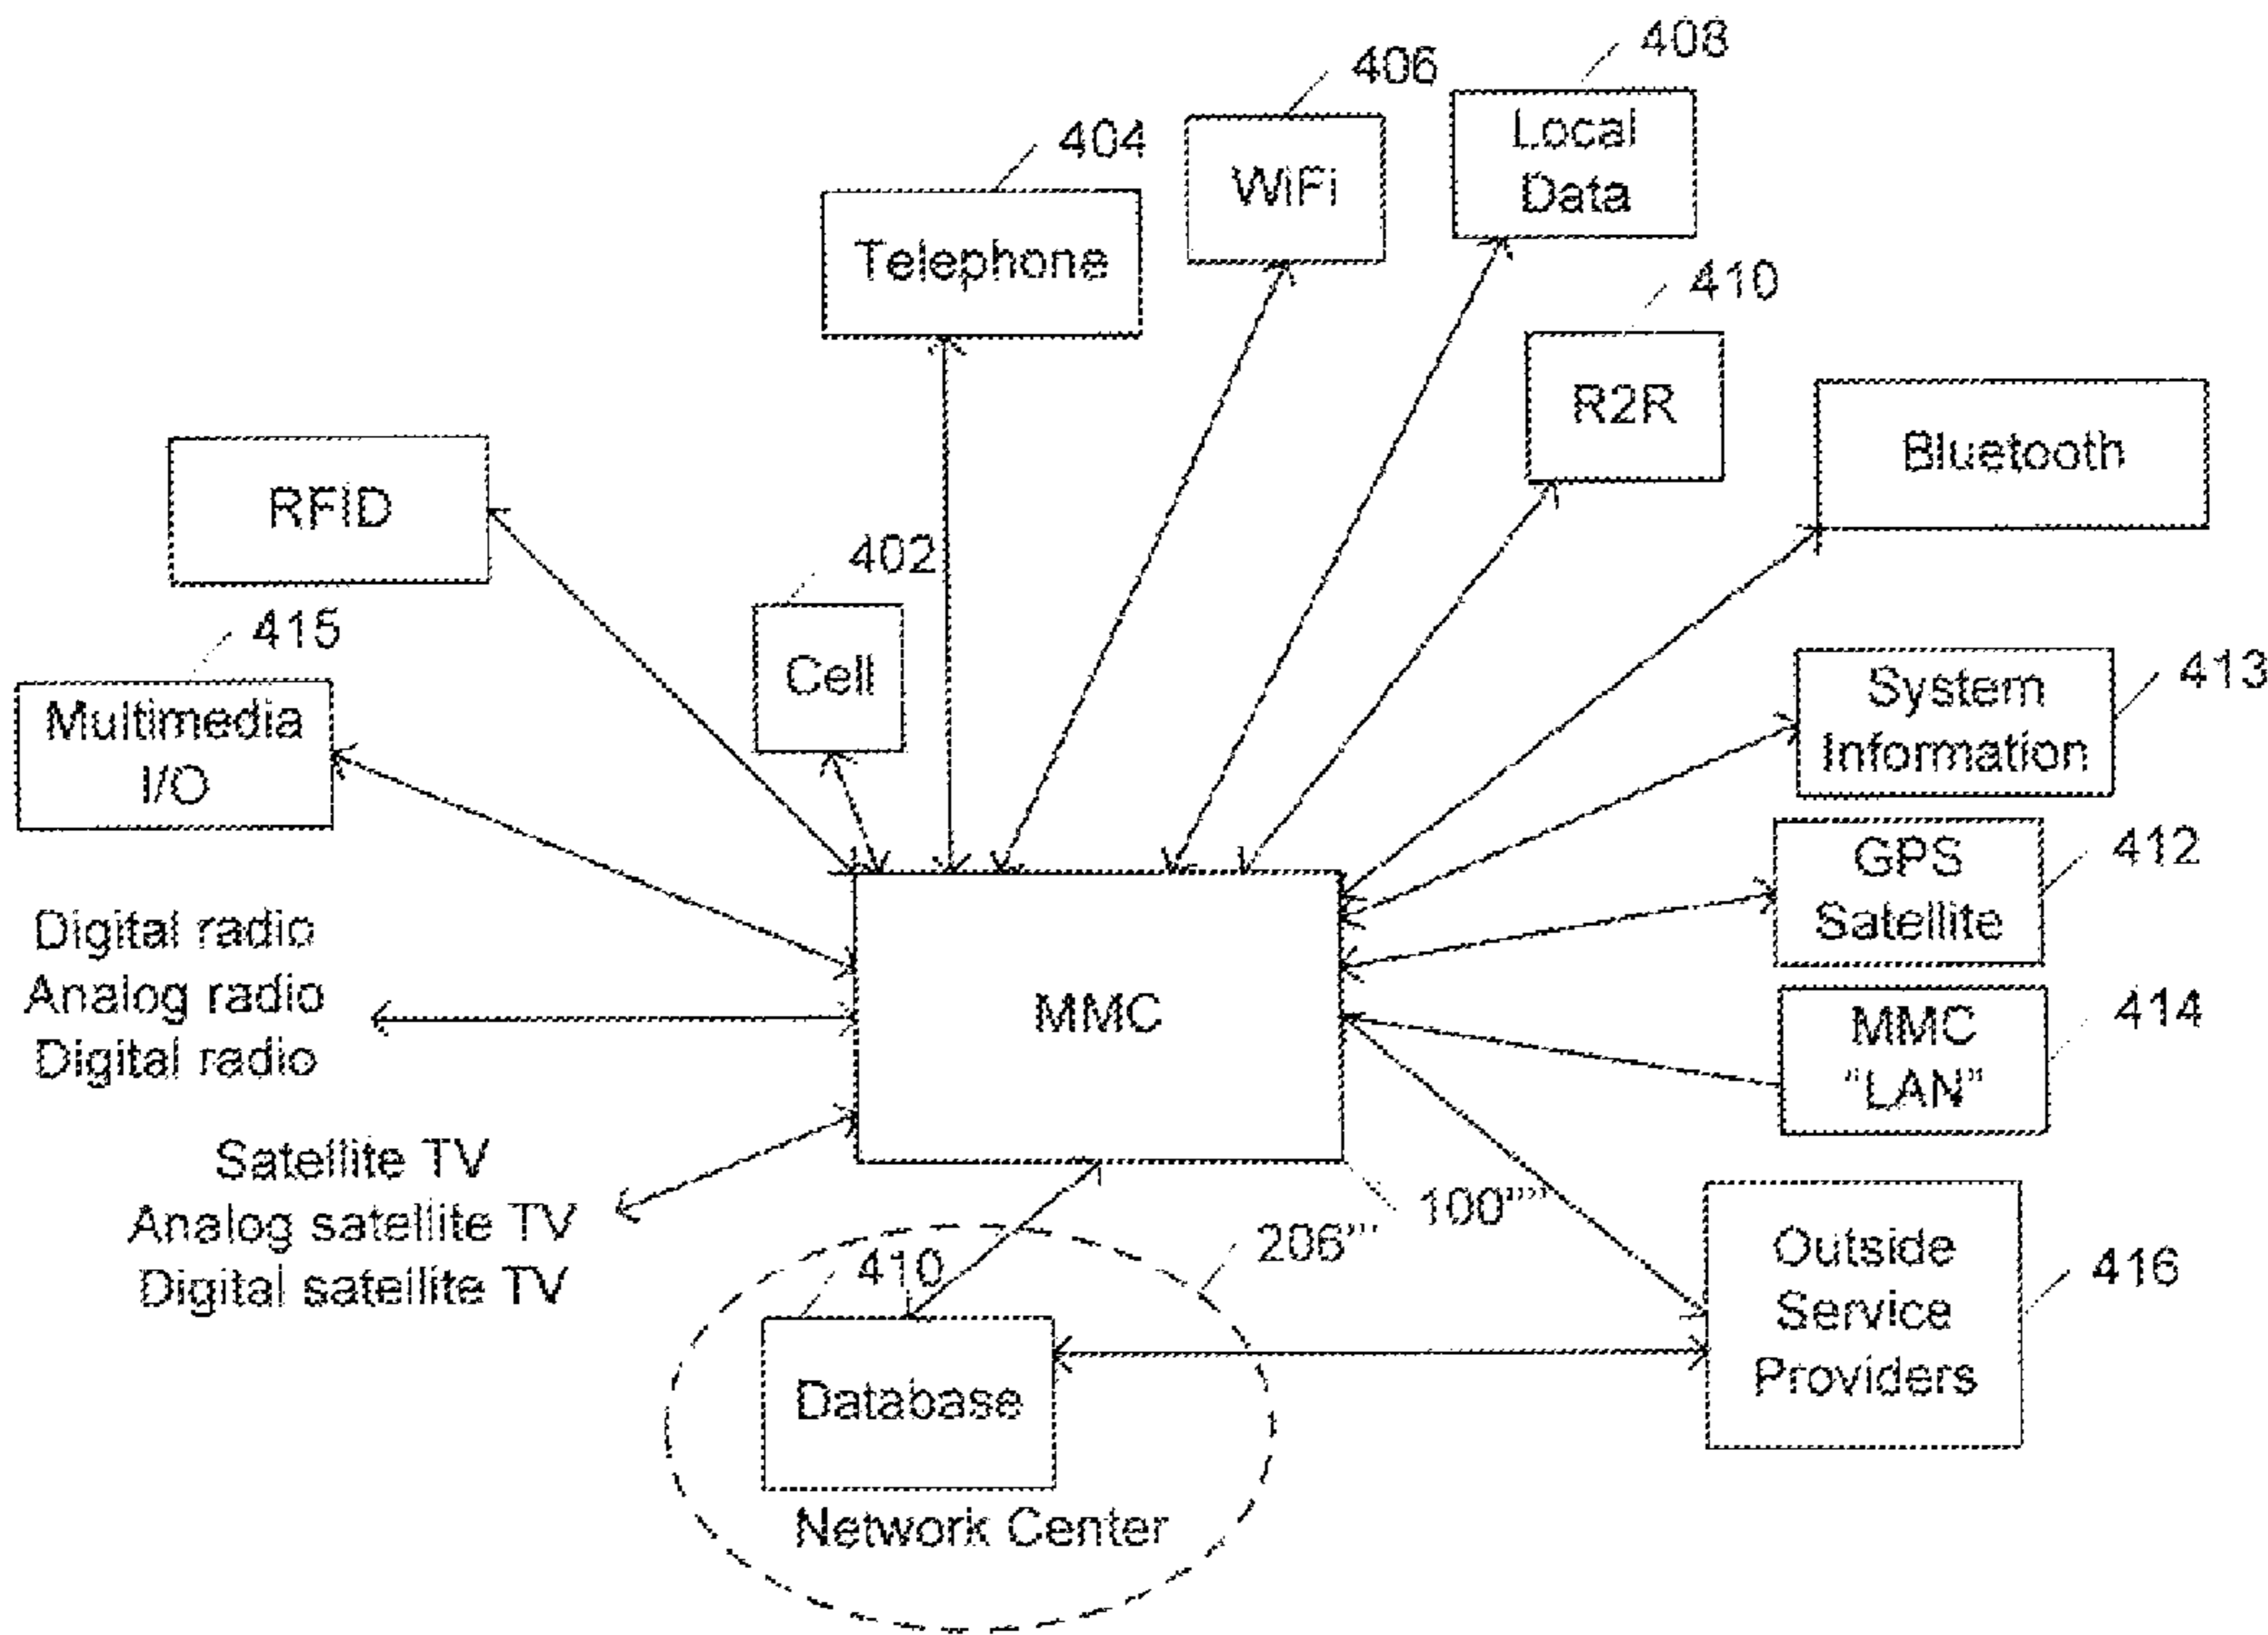 408
406
Local
Data
404
WiFi
Telephone
410
R2R
Bluetooth
RFID
402
415
Cell
System
Information
413
Multimedia
I/O
GPS
Satellite
412
Digital radio
Analog radio
Digital radio
MMC
MMC
"LAN"
414
Satellite TV
Analog satellite TV
Digital satellite TV
100""
206'"
410
Outside
Service
Providers
416
Database
Network Center